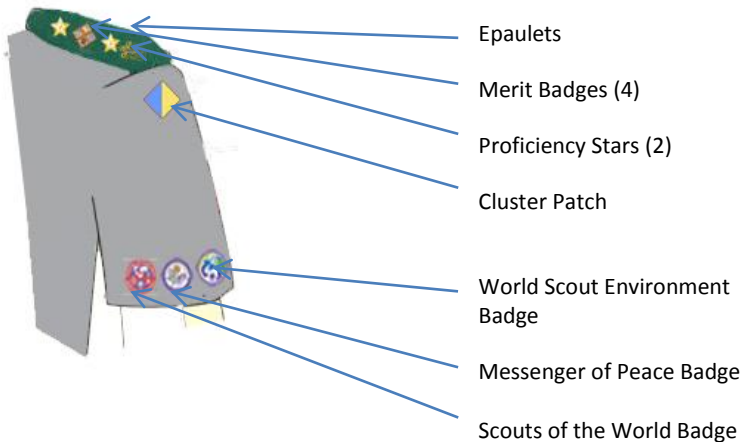 Epaulets
Merit Badges (4)
Proficiency Stars (2)
Cluster Patch
World Scout Environment
Badge
Messenger of Peace Badge
Scouts of the World Badge